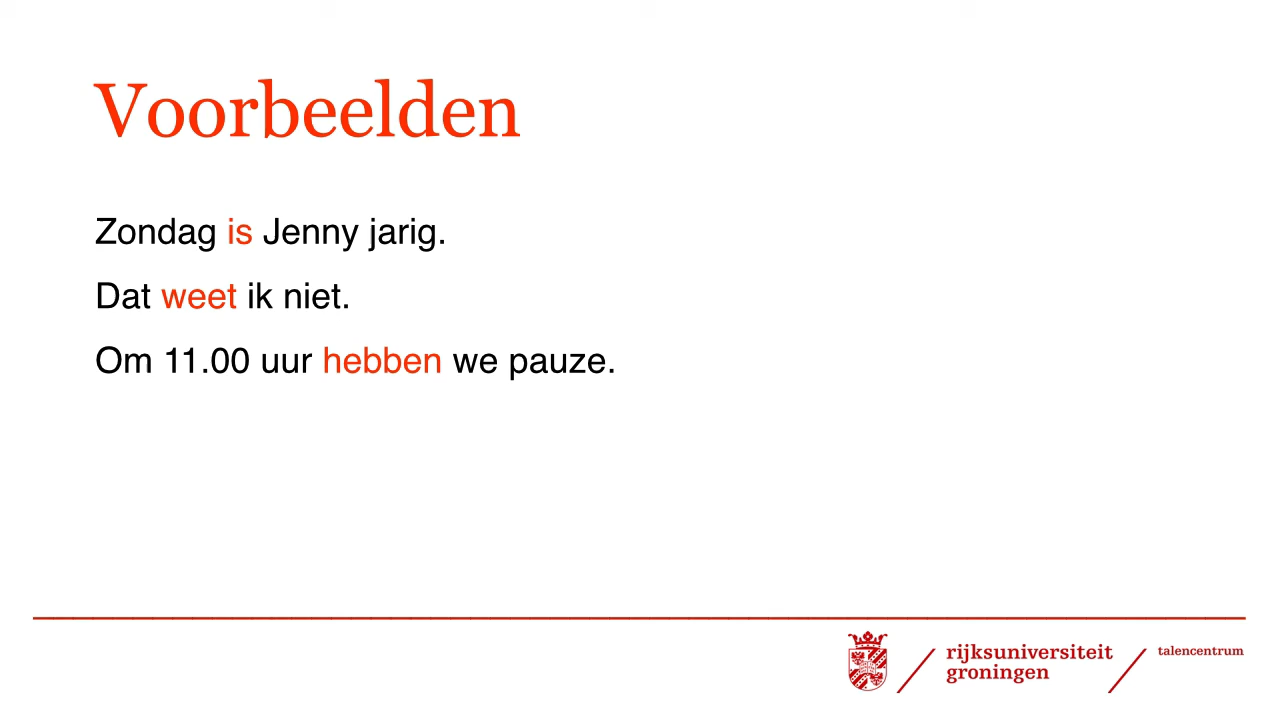 Voorbeelden
Zondag is Jenny jarig.
Dat weet ik niet.
Om 11.00 uur hebben we pauze.
rijksuniversiteit
groningen
talencentrum